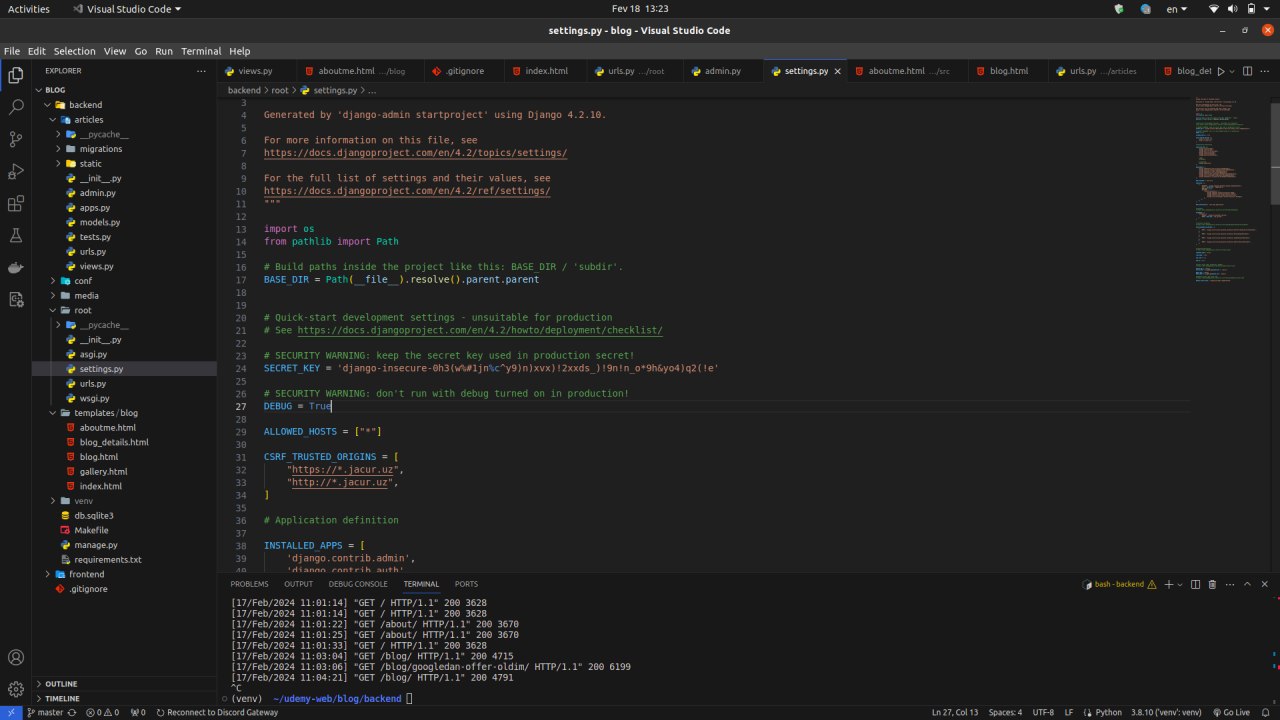 Activities
Visual Studio Code
Fev 18 13:23
en
settings.py - blog - Visual Studio Code
File Edit Selection View Go Run Terminal Help
EXPLORER
views.py
aboutme.html .../blog
.gitignore
index.html
urls.py .../root
admin.py
settings.py
aboutme.html .../src
blog.html
urls.py .../articles
BLOG
backend
articles
__pycache__
migrations
static
__init__.py
admin.py
apps.py
models.py
tests.py
urls.py
views.py
conf
media
root
__pycache__
__init__.py
asgi.py
settings.py
urls.py
wsgi.py
templates / blog
aboutme.html
blog_details.html
blog.html
gallery.html
index.html
venv
db.sqlite3
Makefile
manage.py
requirements.txt
frontend
.gitignore
OUTLINE
TIMELINE
backend > root > settings.py > ...
3
4 Generated by 'django-admin startproject' using Django 4.2.10.
5
6 For more information on this file, see
7 https://docs.djangoproject.com/en/4.2/topics/settings/
8
9 For the full list of settings and their values, see
10 https://docs.djangoproject.com/en/4.2/ref/settings/
11 """
12
13 import os
14 from pathlib import Path
15
16 # Build paths inside the project like this: BASE_DIR / 'subdir'.
17 BASE_DIR = Path(__file__).resolve().parent.parent
18
19
20 # Quick-start development settings - unsuitable for production
21 # See https://docs.djangoproject.com/en/4.2/howto/deployment/checklist/
22
23 # SECURITY WARNING: keep the secret key used in production secret!
24 SECRET_KEY = 'django-insecure-0h3(w%#1jn%c^y9)n)xvx)!2xxds_)!9n!n_o*9h&yo4)q2(!e'
25
26 # SECURITY WARNING: don't run with debug turned on in production!
27 DEBUG = True
28
29 ALLOWED_HOSTS = ["*"]
30
31 CSRF_TRUSTED_ORIGINS = [
32 "https://*.jacur.uz",
33 "http://*.jacur.uz",
34 ]
35
36 # Application definition
37
38 INSTALLED_APPS = [
39 'django.contrib.admin',
40 'django.contrib.auth'
PROBLEMS OUTPUT DEBUG CONSOLE TERMINAL PORTS
bash - backend
[17/Feb/2024 11:01:14] "GET / HTTP/1.1" 200 3628
[17/Feb/2024 11:01:14] "GET / HTTP/1.1" 200 3628
[17/Feb/2024 11:01:22] "GET /about/ HTTP/1.1" 200 3670
[17/Feb/2024 11:01:25] "GET /about/ HTTP/1.1" 200 3670
[17/Feb/2024 11:01:33] "GET / HTTP/1.1" 200 3628
[17/Feb/2024 11:03:04] "GET /blog/ HTTP/1.1" 200 4715
[17/Feb/2024 11:03:06] "GET /blog/googledan-offer-oldim/ HTTP/1.1" 200 6199
[17/Feb/2024 11:04:21] "GET /blog/ HTTP/1.1" 200 4791
^C
(venv) ~/udemy-web/blog/backend
master
0 0
0
Reconnect to Discord Gateway
Ln 27, Col 13
Spaces: 4
UTF-8
LF
Python
3.8.10 ('venv': venv)
Go Live